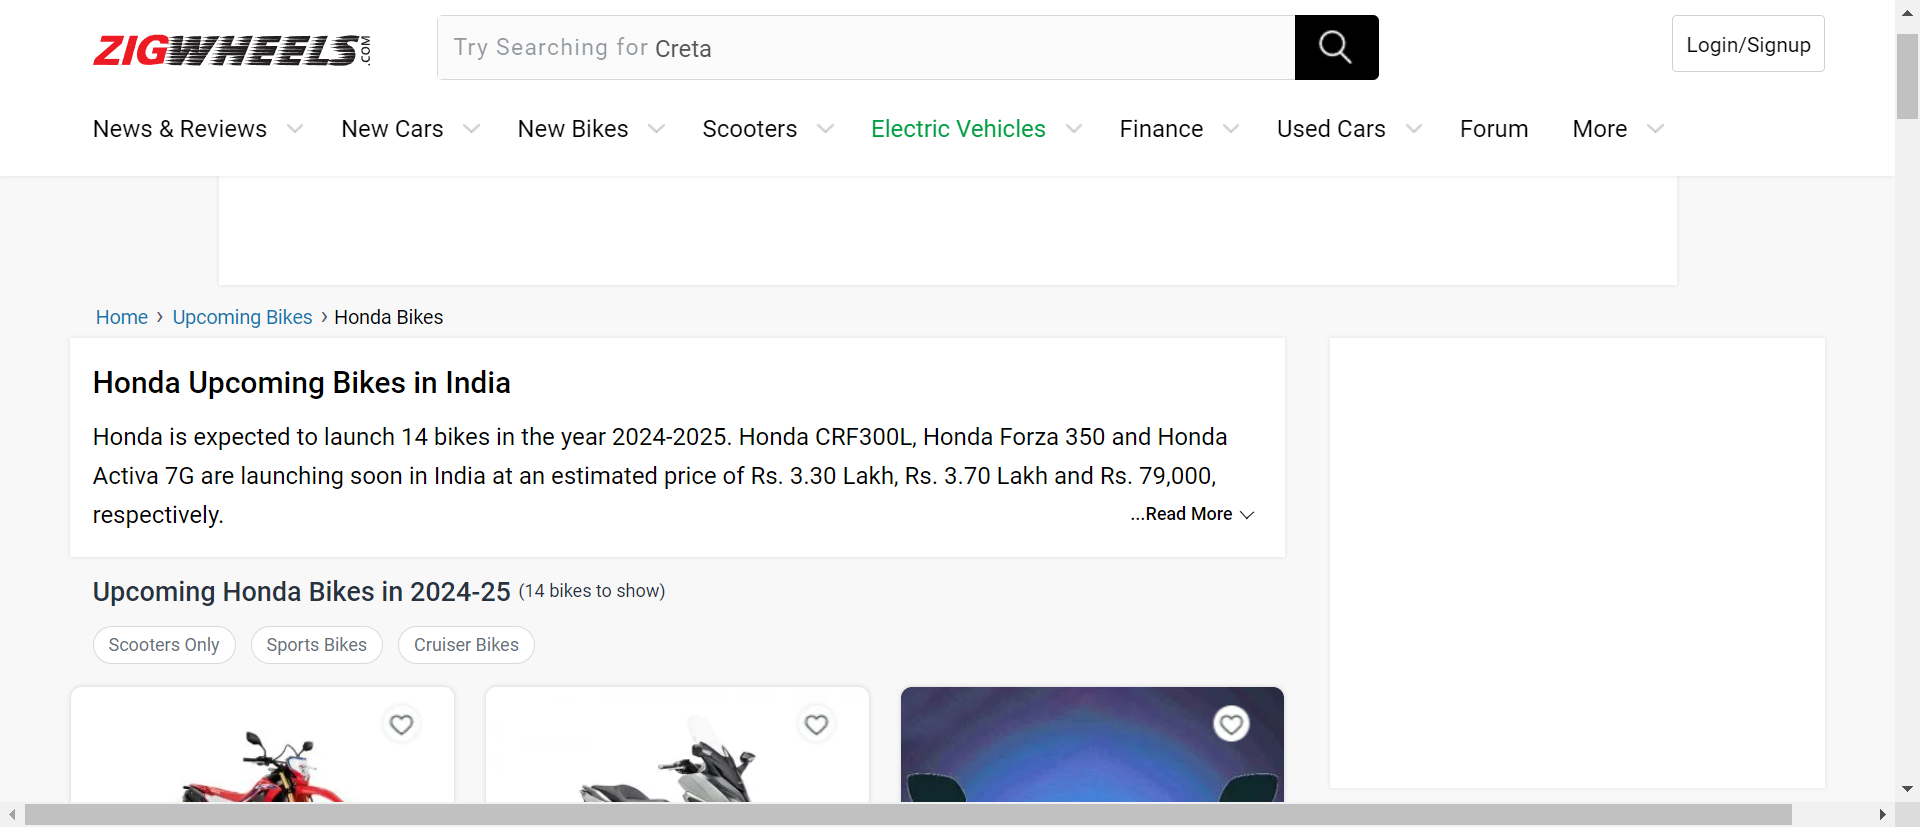 ZIGWHEELS.COM
Try Searching for Creta
Login/Signup
News & Reviews New Cars New Bikes Scooters Electric Vehicles Finance Used Cars Forum More
Home › Upcoming Bikes › Honda Bikes
Honda Upcoming Bikes in India
Honda is expected to launch 14 bikes in the year 2024-2025. Honda CRF300L, Honda Forza 350 and Honda
Activa 7G are launching soon in India at an estimated price of Rs. 3.30 Lakh, Rs. 3.70 Lakh and Rs. 79,000,
respectively. ...Read More
Upcoming Honda Bikes in 2024-25 (14 bikes to show)
Scooters Only Sports Bikes Cruiser Bikes